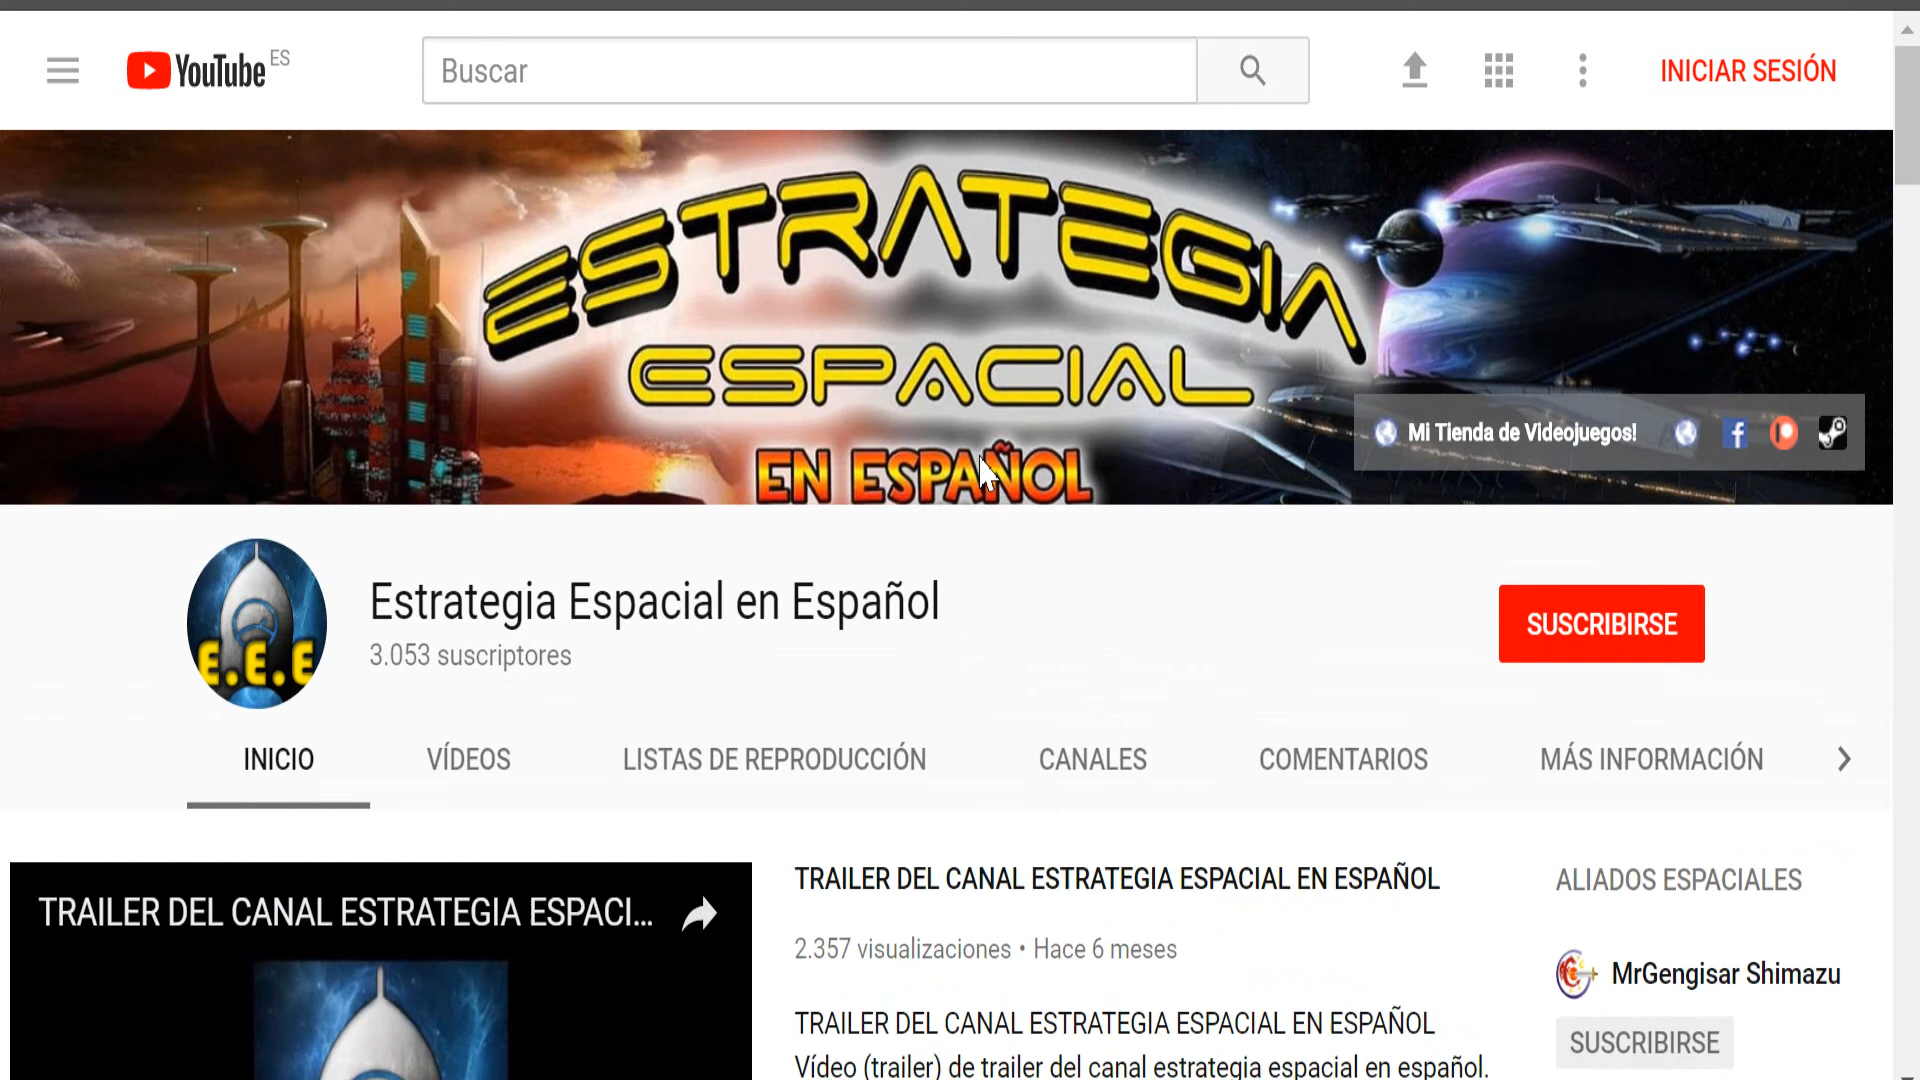 YouTube ES
Buscar
INICIAR SESIÓN
ESTRATEGIA
ESPACIAL
EN ESPAÑOL
Mi Tienda de Videojuegos!
E.E.E
Estrategia Espacial en Español
3.053 suscriptores
SUSCRIBIRSE
INICIO VÍDEOS LISTAS DE REPRODUCCIÓN CANALES COMENTARIOS MÁS INFORMACIÓN
TRAILER DEL CANAL ESTRATEGIA ESPACI...
TRAILER DEL CANAL ESTRATEGIA ESPACIAL EN ESPAÑOL
2.357 visualizaciones • Hace 6 meses
TRAILER DEL CANAL ESTRATEGIA ESPACIAL EN ESPAÑOL
Vídeo (trailer) de trailer del canal estrategia espacial en español.
ALIADOS ESPACIALES
MrGengisar Shimazu
SUSCRIBIRSE